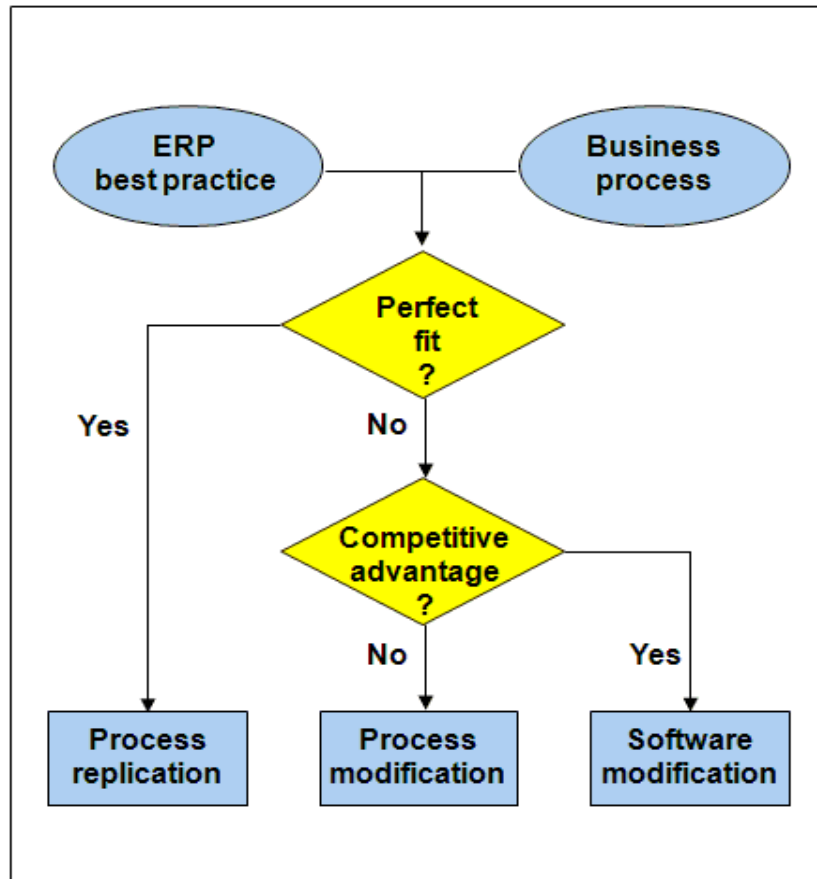 ERP
best practice
Business
process
Perfect
fit
?
Yes
No
Competitive
advantage
?
No
Yes
Process
replication
Process
modification
Software
modification